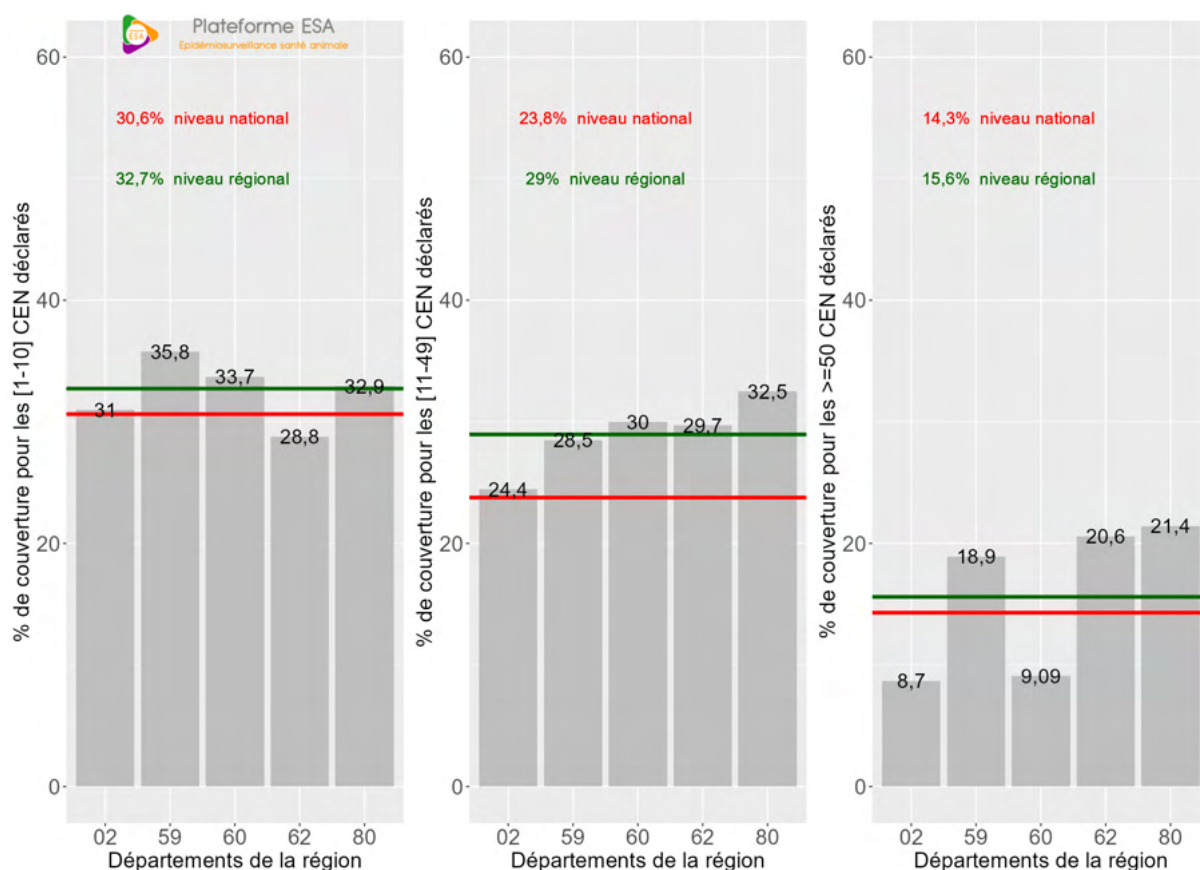 Plateforme ESA
ESA
Epidémiosurveillance santé animale
% de couverture pour les [1-10] CEN déclarés
60
40
20
0
30,6% niveau national
32,7% niveau régional
31
35,8
33,7
28,8
32,9
02 59 60 62 80
Départements de la région
% de couverture pour les [11-49] CEN déclarés
60
40
20
0
23,8% niveau national
29% niveau régional
24,4
28,5
30
29,7
32,5
02 59 60 62 80
Départements de la région
% de couverture pour les >=50 CEN déclarés
60
40
20
0
14,3% niveau national
15,6% niveau régional
8,7
18,9
9,09
20,6
21,4
02 59 60 62 80
Départements de la région